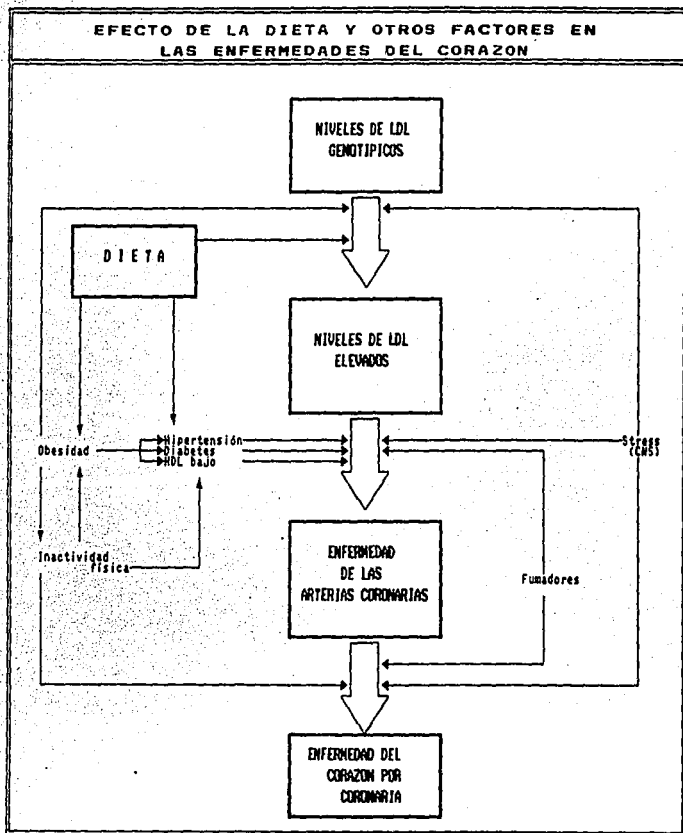 EFECTO DE LA DIETA Y OTROS FACTORES EN
LAS ENFERMEDADES DEL CORAZON
NIVELES DE LDL
GENOTIPICOS
D I E T A
NIVELES DE LDL
ELEVADOS
Obesidad
Hipertensión
Diabetes
HDL bajo
Stress
(CNS)
Inactividad
física
ENFERMEDAD
DE LAS
ARTERIAS CORONARIAS
Fumadores
ENFERMEDAD DEL
CORAZON POR
CORONARIA